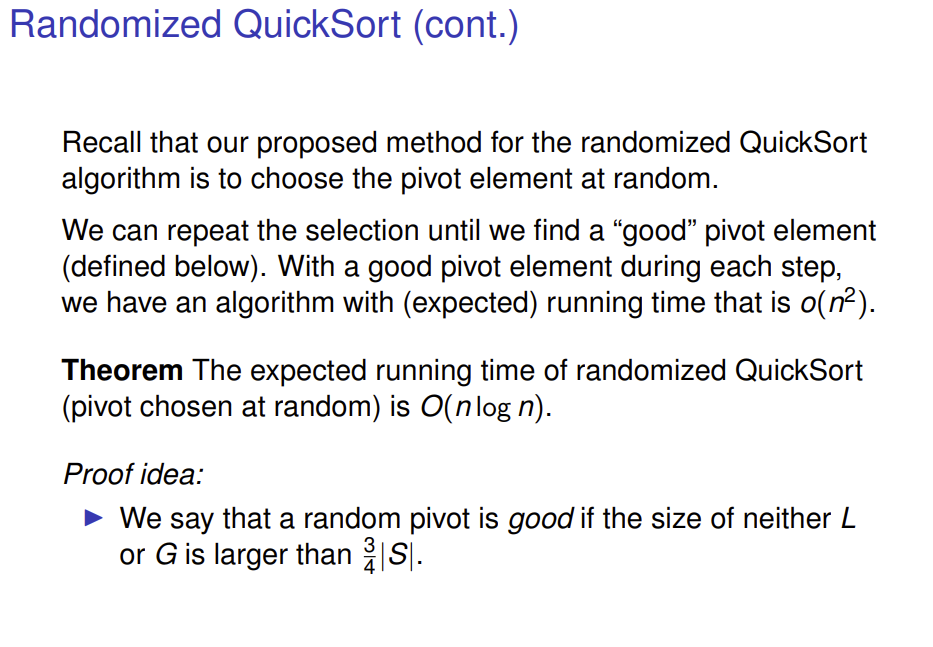 Randomized QuickSort (cont.)
Recall that our proposed method for the randomized QuickSort
algorithm is to choose the pivot element at random.
We can repeat the selection until we find a “good” pivot element
(defined below). With a good pivot element during each step,
we have an algorithm with (expected) running time that is o(n²).
Theorem The expected running time of randomized QuickSort
(pivot chosen at random) is O(n log n).
Proof idea:
▶ We say that a random pivot is good if the size of neither L
or G is larger than ¾|S|.